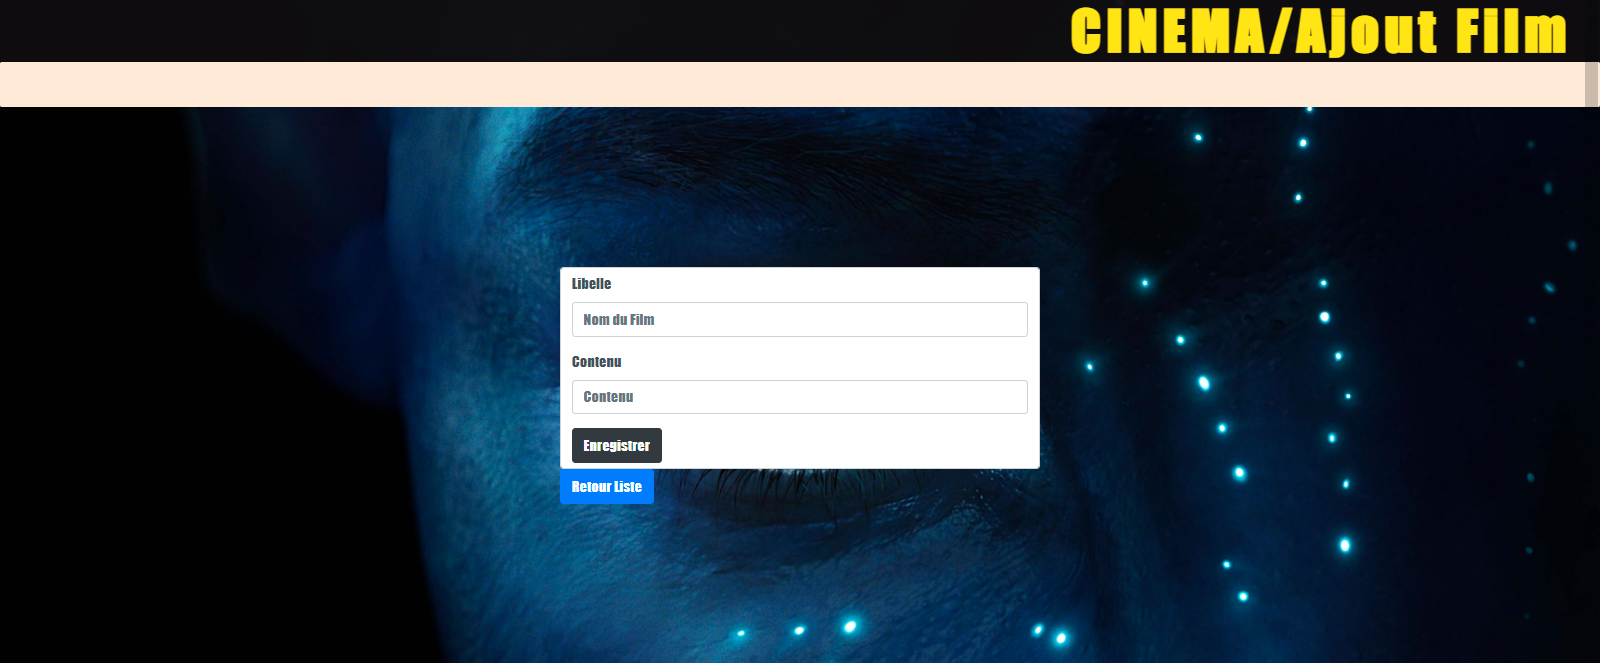 CINEMA/Ajout Film
Libelle
Nom du Film
Contenu
Contenu
Enregistrer
Retour Liste